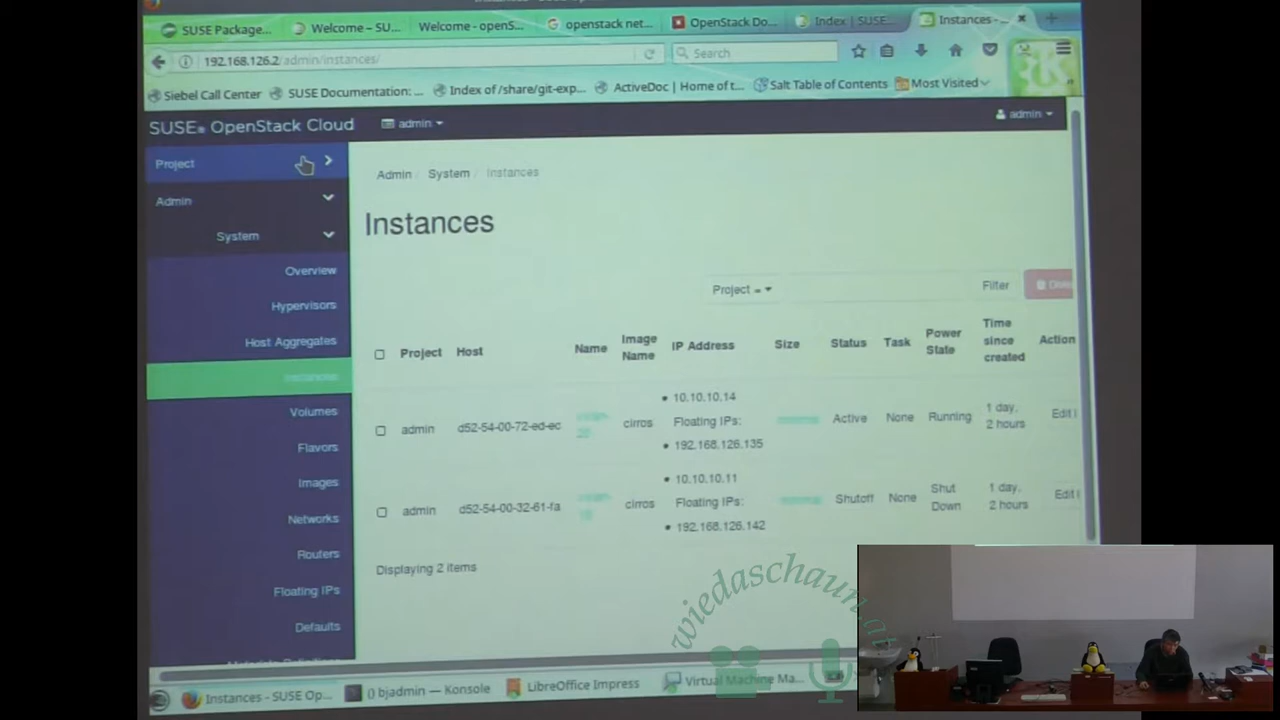 SUSE Package...
Welcome – SU...
Welcome - openS...
openstack net...
OpenStack Do...
Index | SUSE...
Instances - ...
192.168.126.2/admin/instances/
Search
Siebel Call Center
SUSE Documentation: ...
Index of /share/git-exp...
ActiveDoc | Home of t...
Salt Table of Contents
Most Visited
SUSE® OpenStack Cloud
admin
admin
Project
Admin
System
Overview
Hypervisors
Host Aggregates
Instances
Volumes
Flavors
Images
Networks
Routers
Floating IPs
Defaults
Admin / System / Instances
Instances
Project =
Filter
Project Host Name Image Name IP Address Size Status Task Power State Time since created Action
admin d52-54-00-72-ed-ec cirros 10.10.10.14 Floating IPs: 192.168.126.135 Active None Running 1 day, 2 hours Edit I
admin d52-54-00-32-61-fa cirros 10.10.10.11 Floating IPs: 192.168.126.142 Shutoff None Shut Down 1 day, 2 hours Edit I
Displaying 2 items
wiedaschaun.at
Instances - SUSE Op...
bjadmin — Konsole
LibreOffice Impress
Virtual Machine Ma...